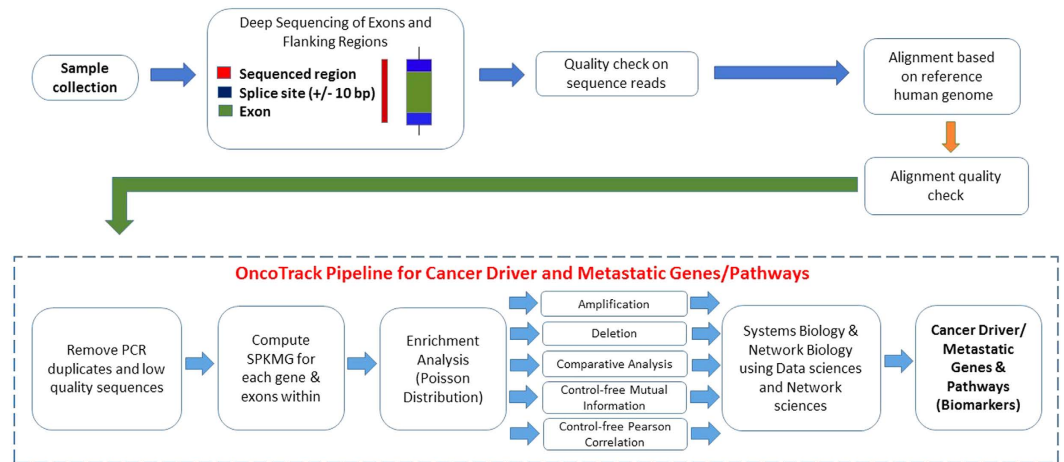 Sample
collection
Deep Sequencing of Exons and
Flanking Regions
Sequenced region
Splice site (+/- 10 bp)
Exon
Quality check on
sequence reads
Alignment based
on reference
human genome
Alignment quality
check
OncoTrack Pipeline for Cancer Driver and Metastatic Genes/Pathways
Remove PCR
duplicates and low
quality sequences
Compute
SPKMG for
each gene &
exons within
Enrichment
Analysis
(Poisson
Distribution)
Amplification
Deletion
Comparative Analysis
Control-free Mutual
Information
Control-free Pearson
Correlation
Systems Biology &
Network Biology
using Data sciences
and Network
sciences
Cancer Driver/
Metastatic
Genes &
Pathways
(Biomarkers)